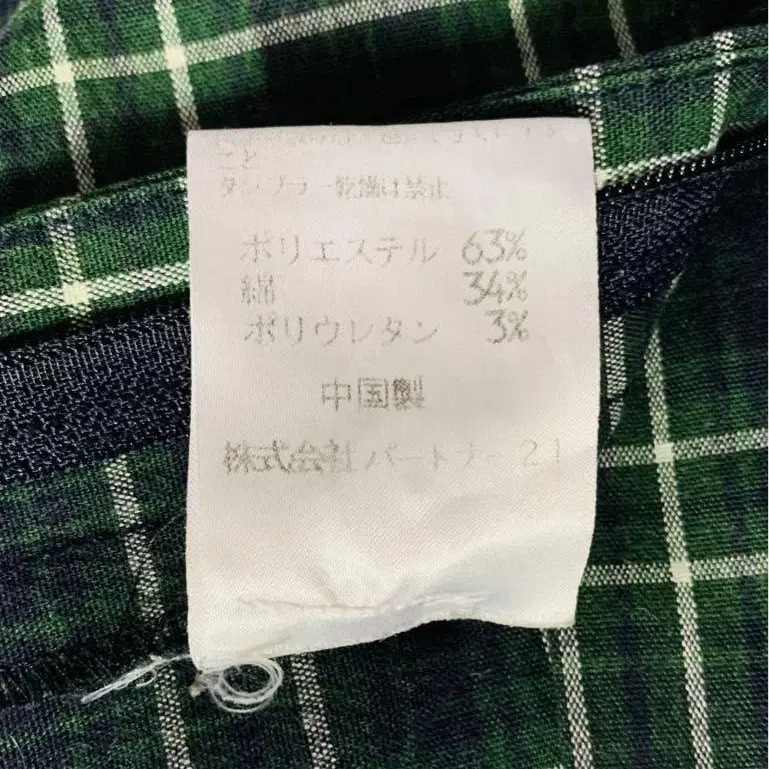 こと
タンブラー乾燥は禁止
ポリエステル 63%
綿 34%
ポリウレタン 3%
中国製
株式会社パートナー21